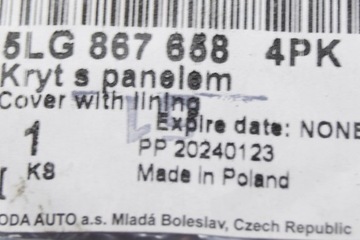 5LG 867 658 4PK
Kryt s panelem
Cover with lining
Expire date: NONE
1
KS
PP 20240123
Made in Poland
ODA AUTO a.s. Mladá Boleslav, Czech Republic